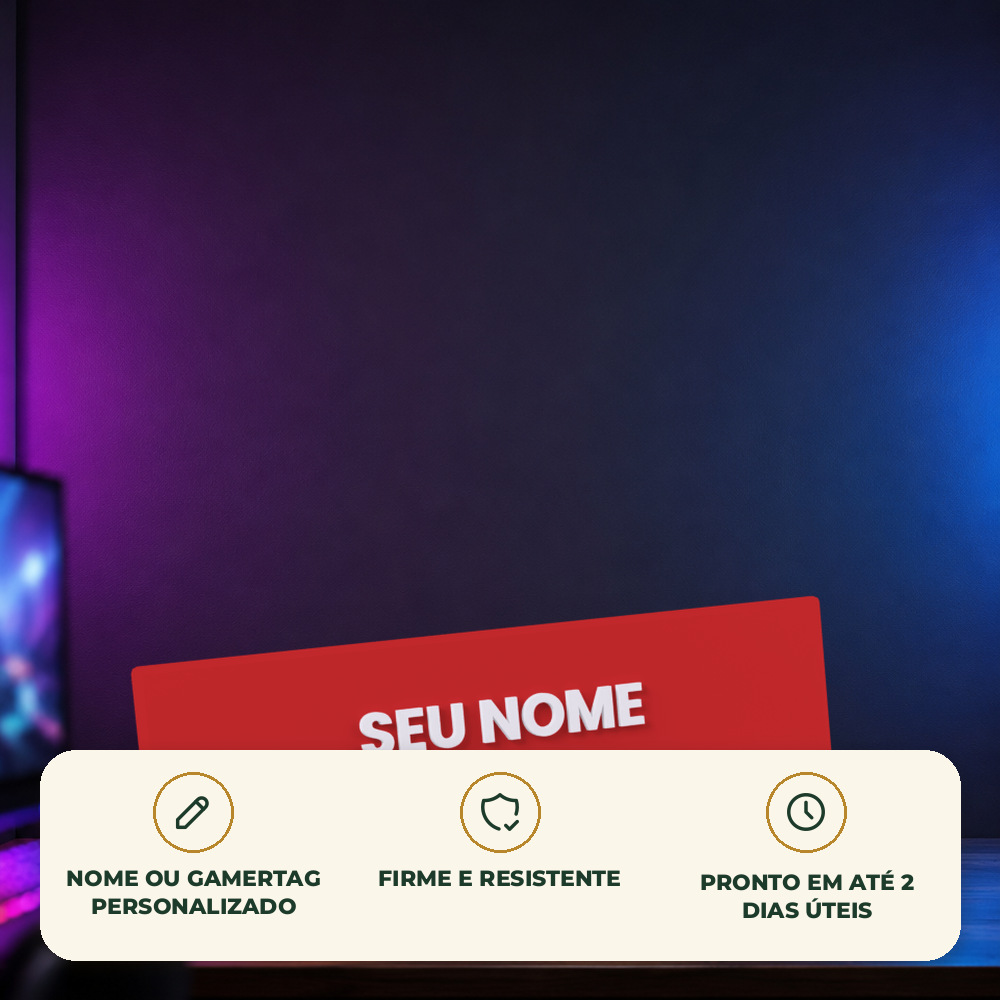 SEU NOME
NOME OU GAMERTAG
PERSONALIZADO
FIRME E RESISTENTE
PRONTO EM ATÉ 2
DIAS ÚTEIS